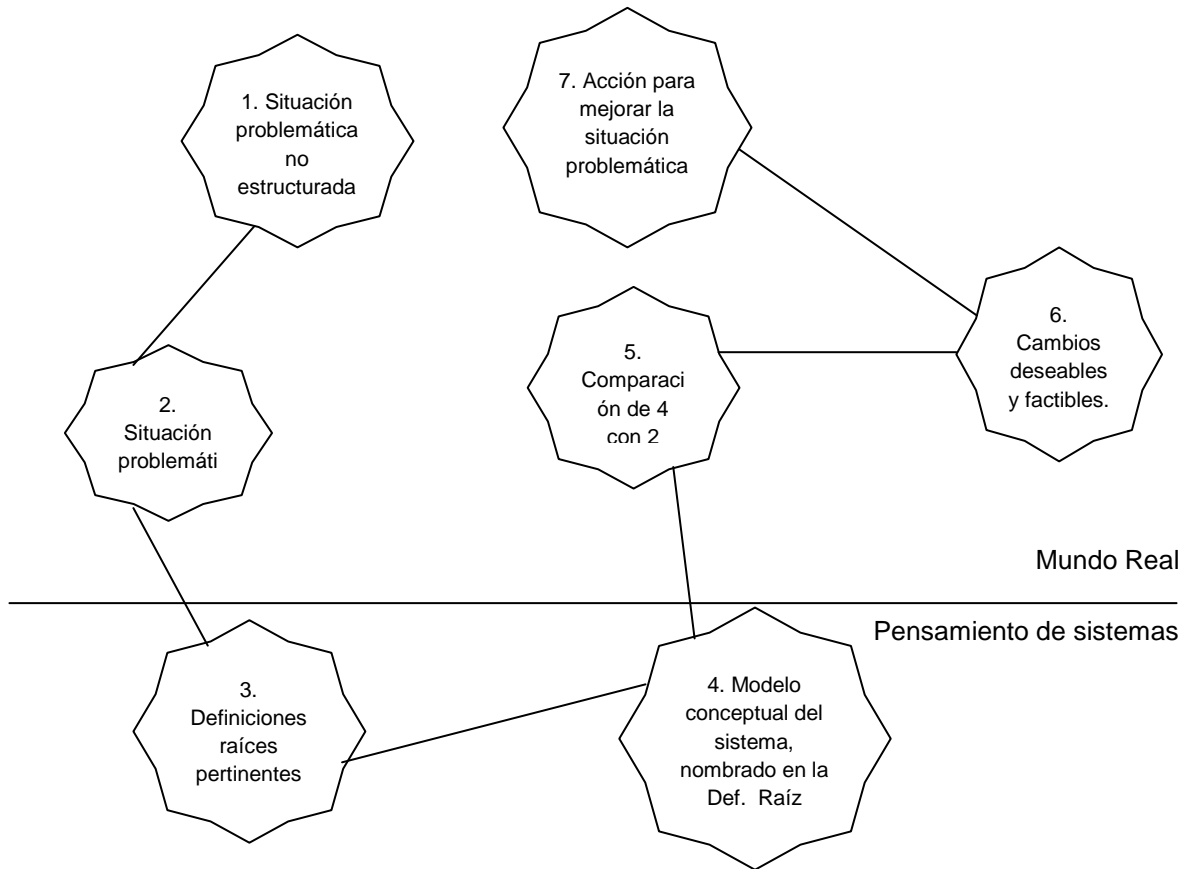 1. Situación
problemática
no
estructurada
2.
Situación
problemáti
3.
Definiciones
raíces
pertinentes
4. Modelo
conceptual del
sistema,
nombrado en la
Def. Raíz
5.
Comparaci
ón de 4
con 2
6.
Cambios
deseables
y factibles.
7. Acción para
mejorar la
situación
problemática
Mundo Real
Pensamiento de sistemas